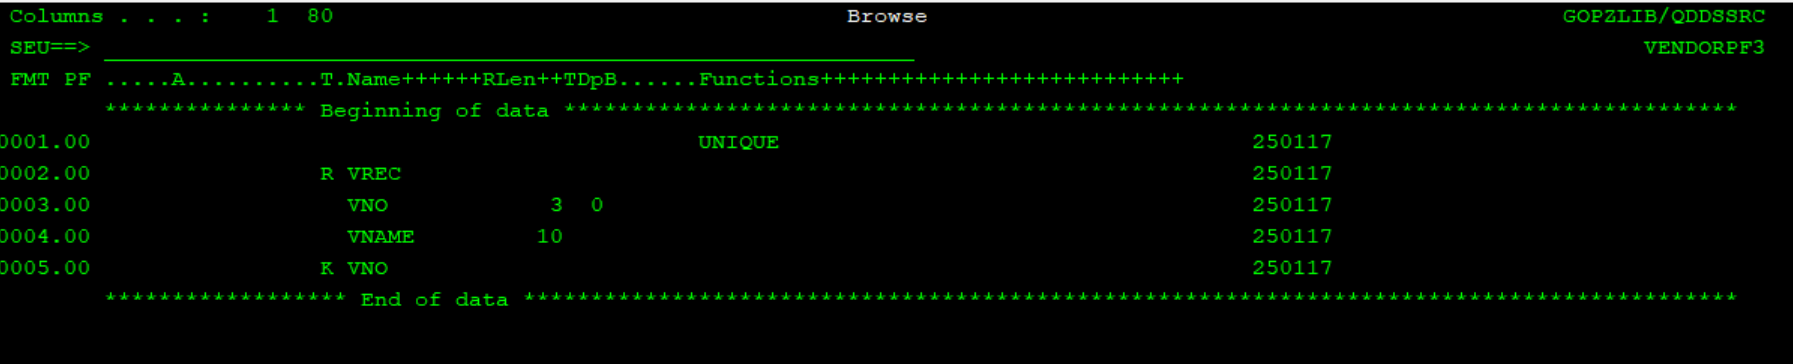 Columns . . . :    1  80                                       Browse                                                GOPZLIB/QDDSSRC
SEU==> ____________________________________________________________ VENDORPF3
FMT PF .....A..........T.Name++++++RLen++TDpB......Functions+++++++++++++++++++++++++++
*************** Beginning of data ***************************************************************************************
0001.00                                              UNIQUE                                    250117
0002.00                 R VREC                                                                 250117
0003.00                   VNO            3  0                                                  250117
0004.00                   VNAME         10                                                     250117
0005.00                 K VNO                                                                  250117
****************** End of data ******************************************************************************************